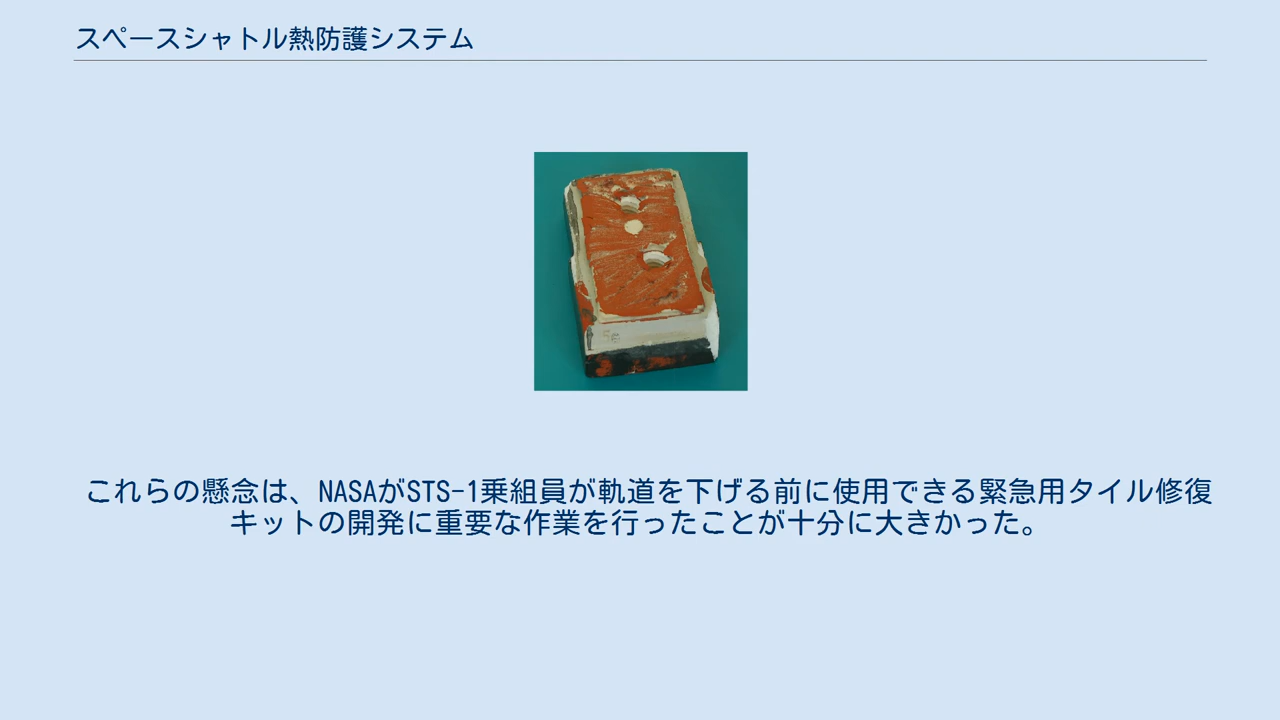 スペースシャトル熱防護システム
これらの懸念は、NASAがSTS-1乗組員が軌道を下げる前に使用できる緊急用タイル修復
キットの開発に重要な作業を行ったことが十分に大きかった。